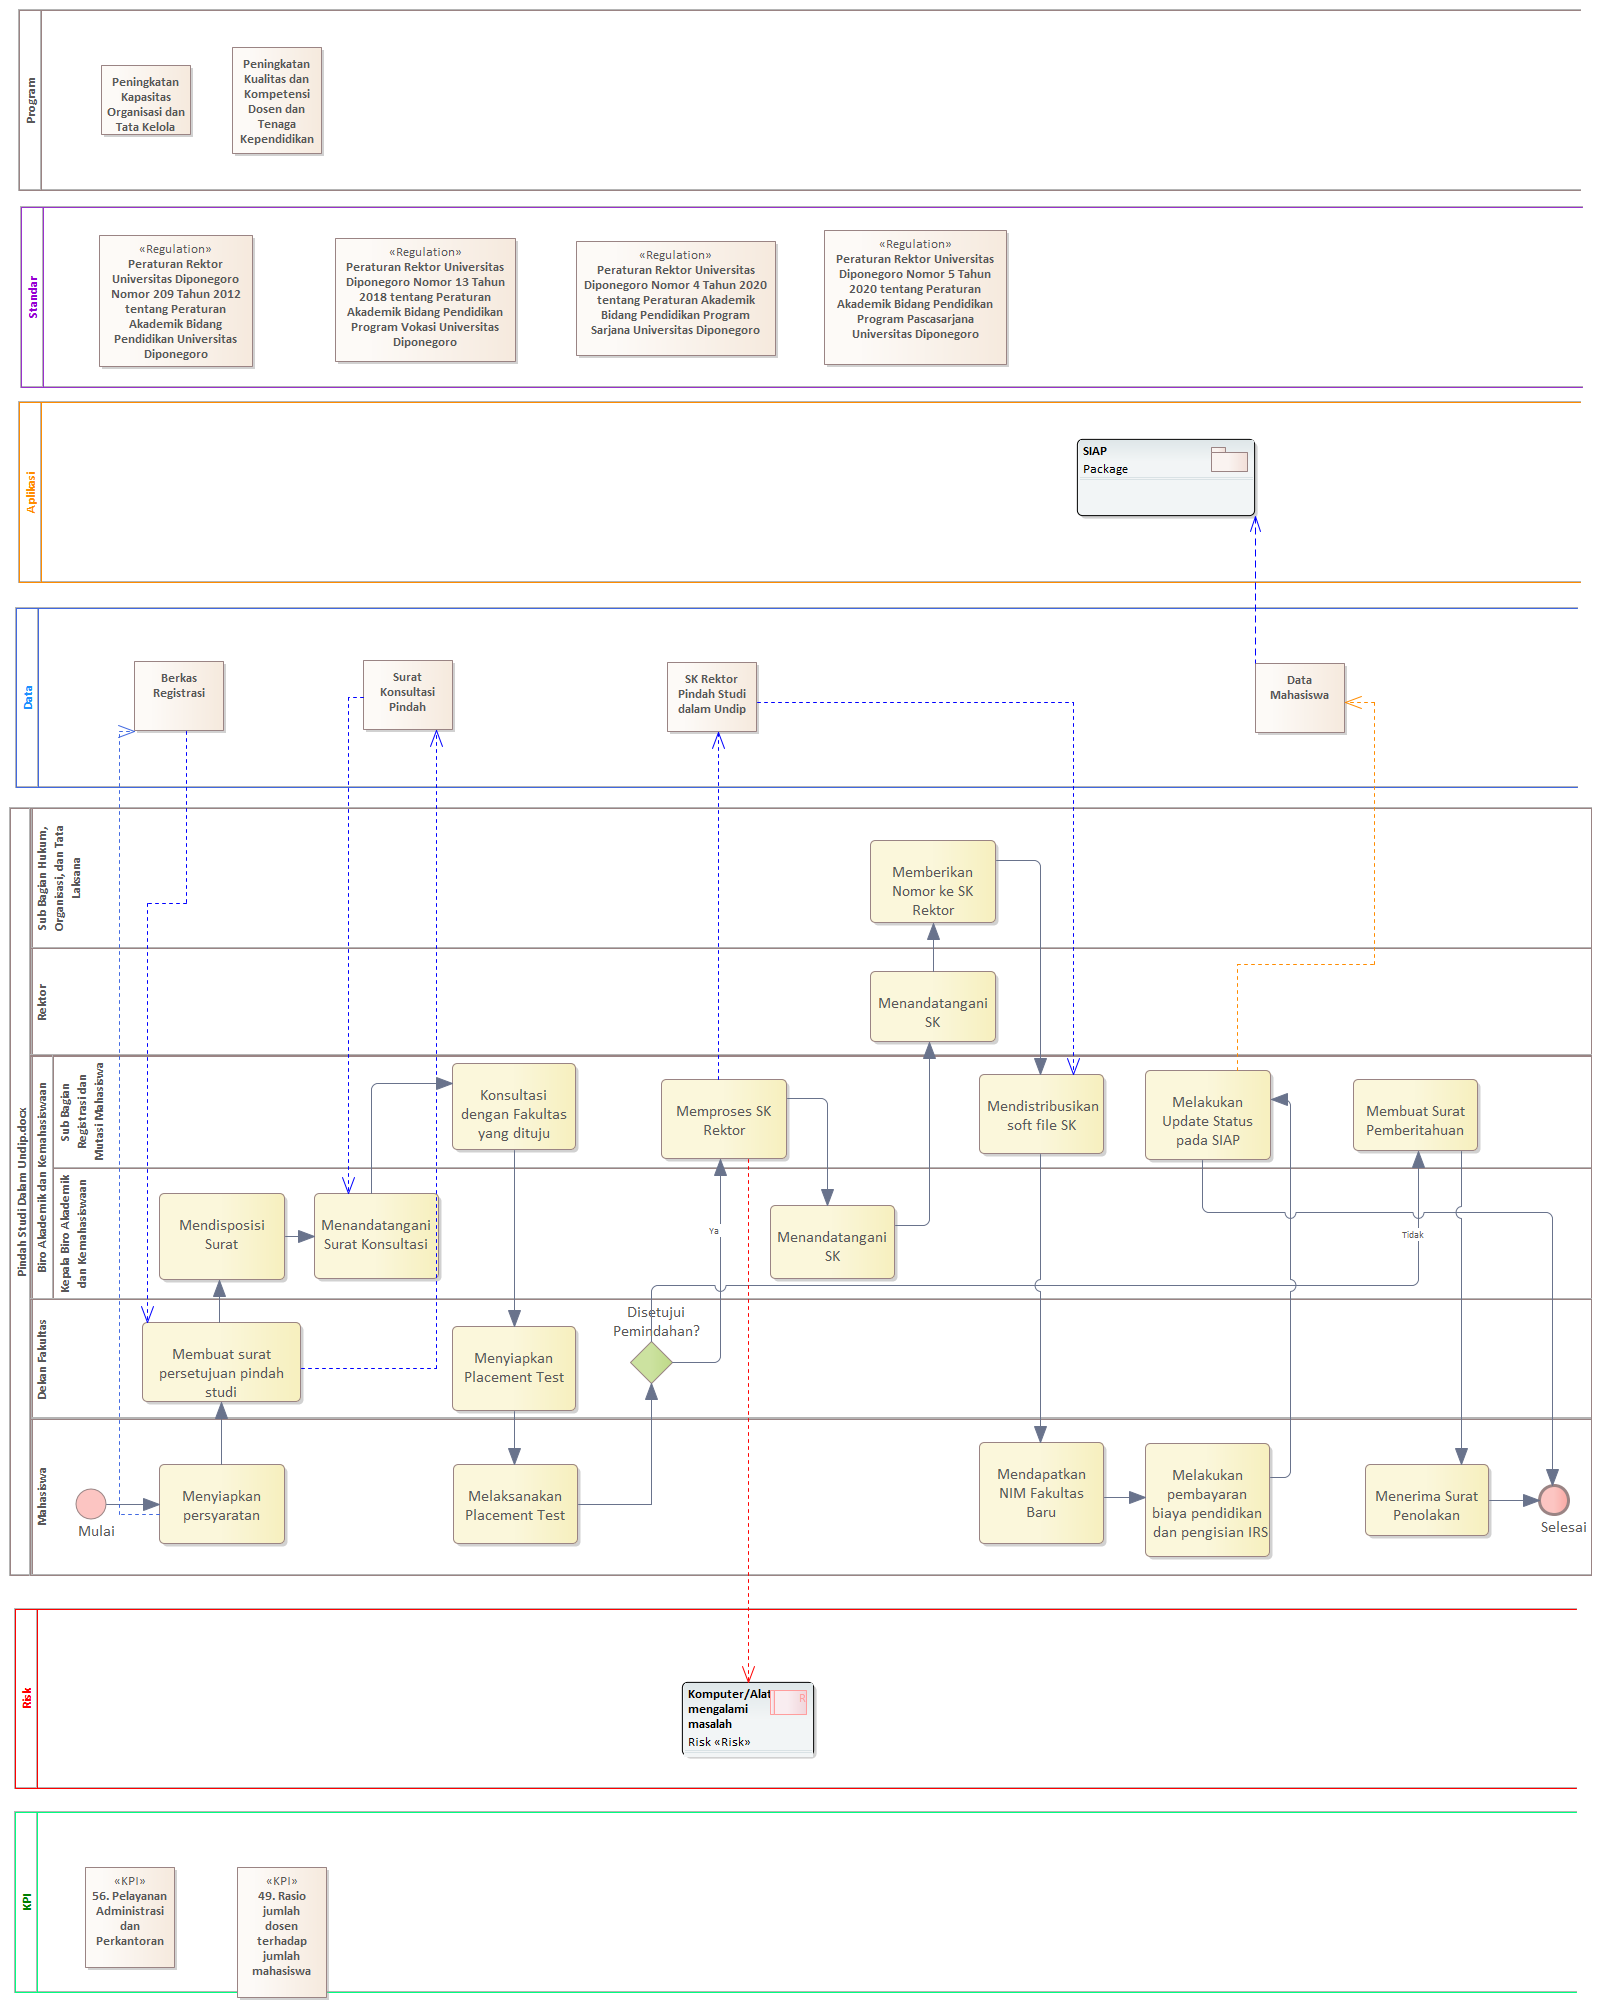 Program
Peningkatan
Kapasitas
Organisasi dan
Tata Kelola
Peningkatan
Kualitas dan
Kompetensi
Dosen dan
Tenaga
Kependidikan
Standar
«Regulation»
Peraturan Rektor
Universitas Diponegoro
Nomor 209 Tahun 2012
tentang Peraturan
Akademik Bidang
Pendidikan Universitas
Diponegoro
«Regulation»
Peraturan Rektor Universitas
Diponegoro Nomor 13 Tahun
2018 tentang Peraturan
Akademik Bidang Pendidikan
Program Vokasi Universitas
Diponegoro
«Regulation»
Peraturan Rektor Universitas
Diponegoro Nomor 4 Tahun 2020
tentang Peraturan Akademik
Bidang Pendidikan Program
Sarjana Universitas Diponegoro
«Regulation»
Peraturan Rektor Universitas
Diponegoro Nomor 5 Tahun
2020 tentang Peraturan
Akademik Bidang Pendidikan
Program Pascasarjana
Universitas Diponegoro
Aplikasi
SIAP
Package
Data
Berkas
Registrasi
Surat
Konsultasi
Pindah
SK Rektor
Pindah Studi
dalam Undip
Data
Mahasiswa
Pindah Studi Dalam Undip.docx
Sub Bagian Hukum,
Organisasi, dan Tata
Laksana
Memberikan
Nomor ke SK
Rektor
Rektor
Menandatangani
SK
Biro Akademik dan Kemahasiswaan
Sub Bagian
Registrasi dan
Mutasi Mahasiswa
Konsultasi
dengan Fakultas
yang dituju
Memproses SK
Rektor
Mendistribusikan
soft file SK
Melakukan
Update Status
pada SIAP
Membuat Surat
Pemberitahuan
Kepala Biro Akademik
dan Kemahasiswaan
Mendisposisi
Surat
Menandatangani
Surat Konsultasi
Ya
Menandatangani
SK
Tidak
Dekan Fakultas
Membuat surat
persetujuan pindah
studi
Menyiapkan
Placement Test
Disetujui
Pemindahan?
Mahasiswa
Mulai
Menyiapkan
persyaratan
Melaksanakan
Placement Test
Mendapatkan
NIM Fakultas
Baru
Melakukan
pembayaran
biaya pendidikan
dan pengisian IRS
Menerima Surat
Penolakan
Selesai
Risk
Komputer/Alat
mengalami
masalah
Risk «Risk»
KPI
«KPI»
56. Pelayanan
Administrasi
dan
Perkantoran
«KPI»
49. Rasio
jumlah
dosen
terhadap
jumlah
mahasiswa